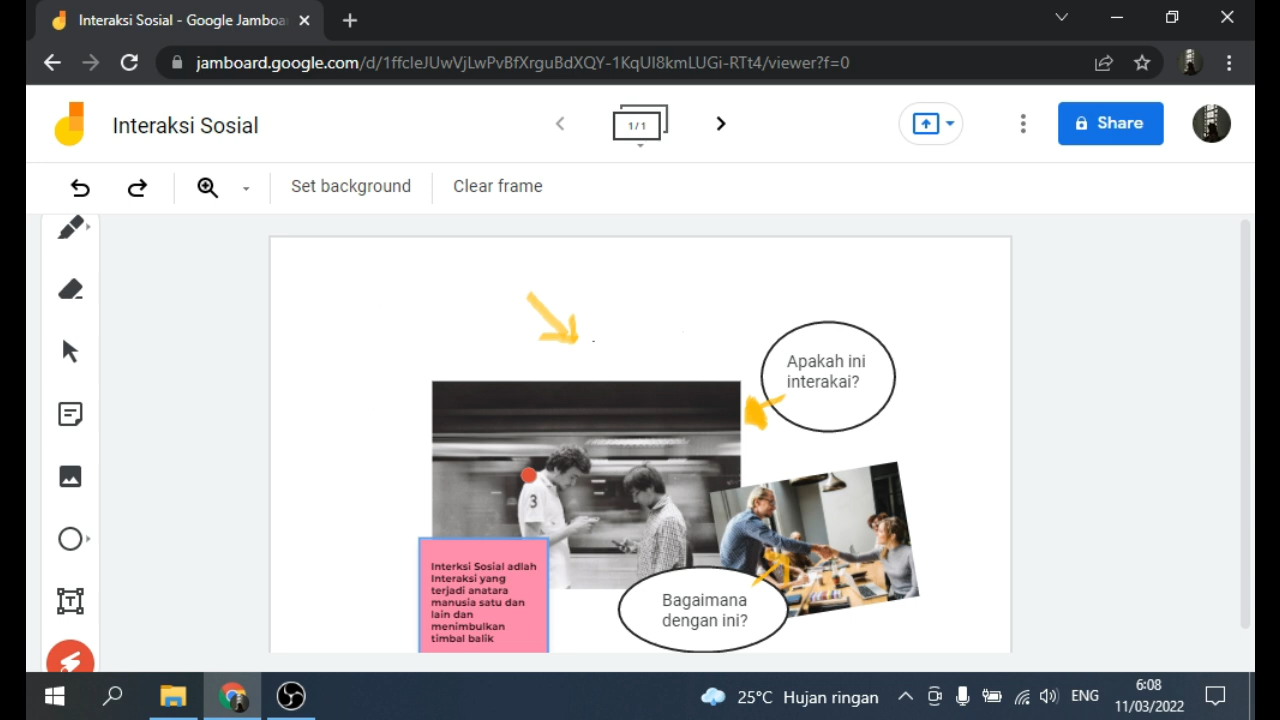 Interaksi Sosial - Google Jamboa
jamboard.google.com/d/1ffcleJUwVjLwPvBfXrguBdXQY-1KqUl8kmLUGi-RTt4/viewer?f=0
Interaksi Sosial
1/1
Share
Set background
Clear frame
Apakah ini
interakai?
3
Interksi Sosial adlah
Interaksi yang
terjadi anatara
manusia satu dan
lain dan
menimbulkan
timbal balik
Bagaimana
dengan ini?
25°C Hujan ringan
ENG
6:08
11/03/2022